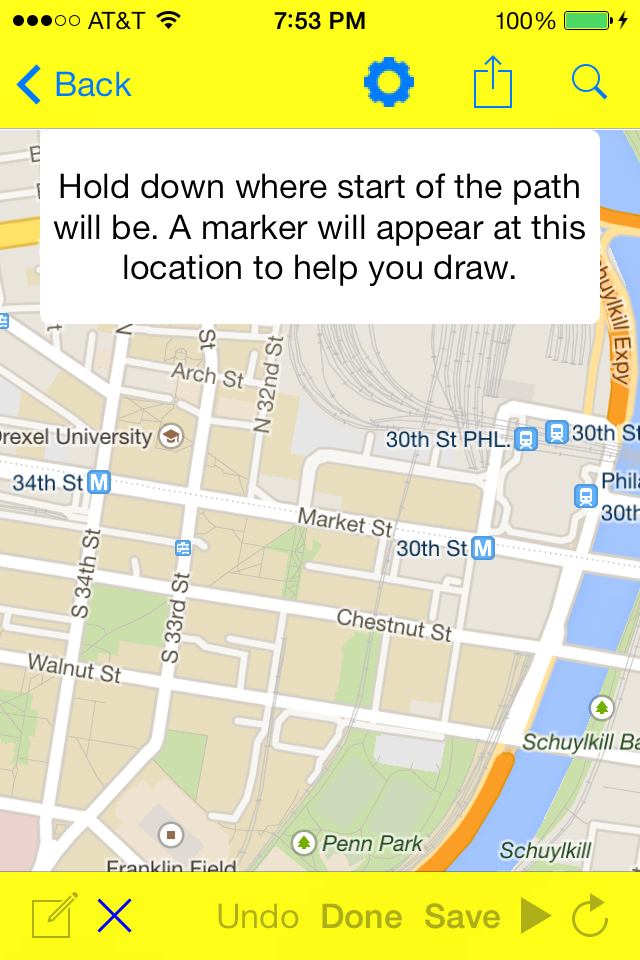 AT&T 7:53 PM 100%
Back
Hold down where start of the path
will be. A marker will appear at this
location to help you draw.
Schuylkill Expy
St
Arch St
N 32nd St
Drexel University
30th St PHL.
30th St
34th St M
Phila
30th
Market St
30th St M
S 34th St
S 33rd St
Chestnut St
Walnut St
Schuylkill Ba
Penn Park
Schuylkill
Franklin Field
Undo Done Save